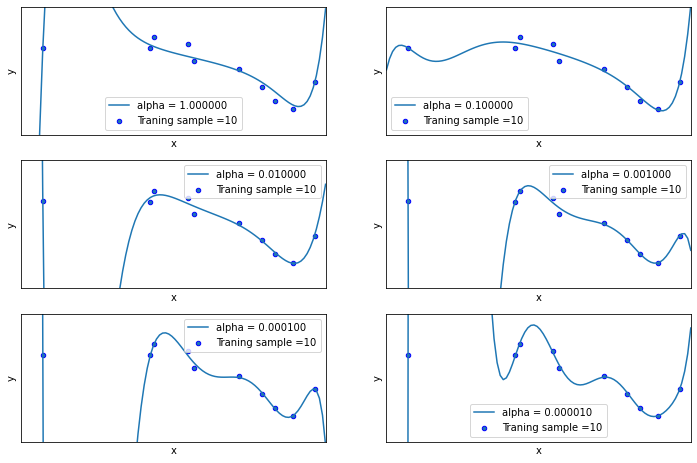 y
alpha = 1.000000
Traning sample =10
x
y
alpha = 0.100000
Traning sample =10
x
y
alpha = 0.010000
Traning sample =10
x
y
alpha = 0.001000
Traning sample =10
x
y
alpha = 0.000100
Traning sample =10
x
y
alpha = 0.000010
Traning sample =10
x